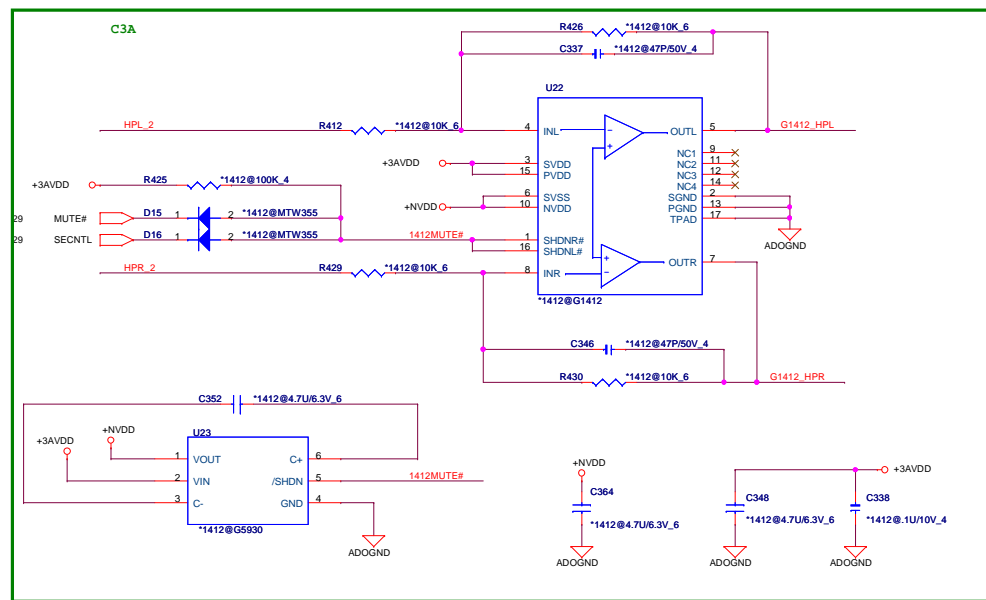 C3A
R426 *1412@10K_6
C337 *1412@47P/50V_4
U22
HPL_2 R412 *1412@10K_6 4 INL OUTL 5 G1412_HPL
+3AVDD 3 SVDD
15 PVDD
9 NC1
11 NC2
12 NC3
14 NC4
+3AVDD R425 *1412@100K_4
+NVDD 6 SVSS
10 NVDD
2 SGND
13 PGND
17 TPAD
ADOGND
29 MUTE# D15 1 2 *1412@MTW355
29 SECNTL D16 1 2 *1412@MTW355
1412MUTE# 1 SHDNR#
16 SHDNL#
HPR_2 R429 *1412@10K_6 8 INR OUTR 7
*1412@G1412
C346 *1412@47P/50V_4
R430 *1412@10K_6 G1412_HPR
C352 *1412@4.7U/6.3V_6
U23
+3AVDD +NVDD
1 VOUT C+ 6
2 VIN /SHDN 5 1412MUTE#
3 C- GND 4
*1412@G5930
ADOGND
+NVDD
C364
*1412@4.7U/6.3V_6
ADOGND
+3AVDD
C348
*1412@4.7U/6.3V_6
ADOGND
C338
*1412@.1U/10V_4
ADOGND